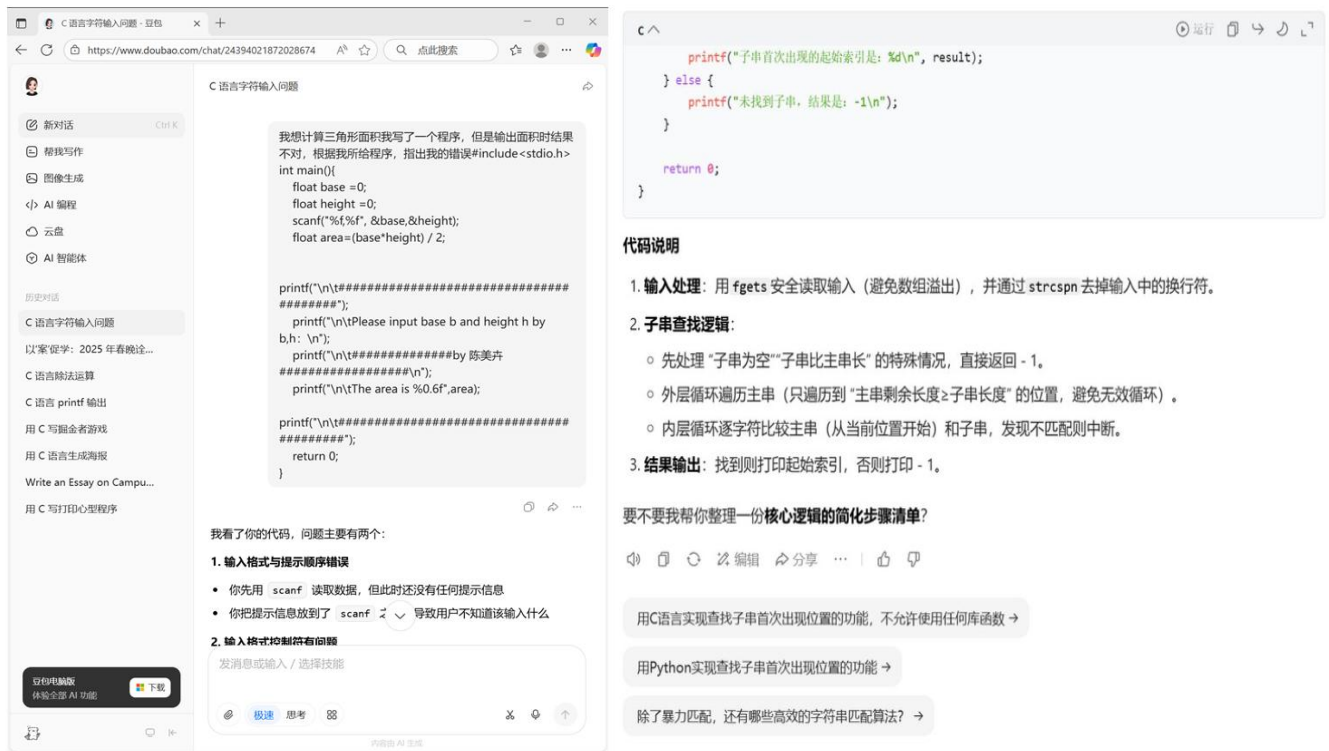 C 语言字符输入问题 - 豆包
https://www.doubao.com/chat/24394021872028674
点此搜索
新对话
Ctrl K
帮我写作
图像生成
AI 编程
云盘
AI 智能体
历史对话
C 语言字符输入问题
以'案'促学：2025 年春晚诠...
C 语言除法运算
C 语言 printf 输出
用 C 写掘金者游戏
用 C 语言生成海报
Write an Essay on Campu...
用 C 写打印心型程序
豆包电脑版
体验全部 AI 功能
下载
C 语言字符输入问题
我想计算三角形面积我写了一个程序，但是输出面积时结果
不对，根据我所给程序，指出我的错误#include<stdio.h>
int main(){
float base =0;
float height =0;
scanf("%f,%f", &base,&height);
float area=(base*height) / 2;
printf("\n\t################################
########");
printf("\n\tPlease input base b and height h by
b,h：\n");
printf("\n\t##############by 陈美卉
##################\n");
printf("\n\tThe area is %0.6f",area);
printf("\n\t################################
#########");
return 0;
}
我看了你的代码，问题主要有两个：
1. 输入格式与提示顺序错误
你先用 scanf 读取数据，但此时还没有任何提示信息
你把提示信息放到了 scanf 导致用户不知道该输入什么
2. 输入格式控制符有问题
发消息或输入 / 选择技能
极速
思考
内容由 AI 生成
C
运行
printf("子串首次出现的起始索引是：%d\n", result);
} else {
printf("未找到子串，结果是：-1\n");
}
return 0;
}
代码说明
1. 输入处理：用 fgets 安全读取输入（避免数组溢出），并通过 strcspn 去掉输入中的换行符。
2. 子串查找逻辑：
先处理 “子串为空”“子串比主串长” 的特殊情况，直接返回 - 1。
外层循环遍历主串（只遍历到 “主串剩余长度≥子串长度” 的位置，避免无效循环）。
内层循环逐字符比较主串（从当前位置开始）和子串，发现不匹配则中断。
3. 结果输出：找到则打印起始索引，否则打印 - 1。
要不要我帮你整理一份核心逻辑的简化步骤清单？
编辑
分享
用C语言实现查找子串首次出现位置的功能，不允许使用任何库函数 →
用Python实现查找子串首次出现位置的功能 →
除了暴力匹配，还有哪些高效的字符串匹配算法？ →